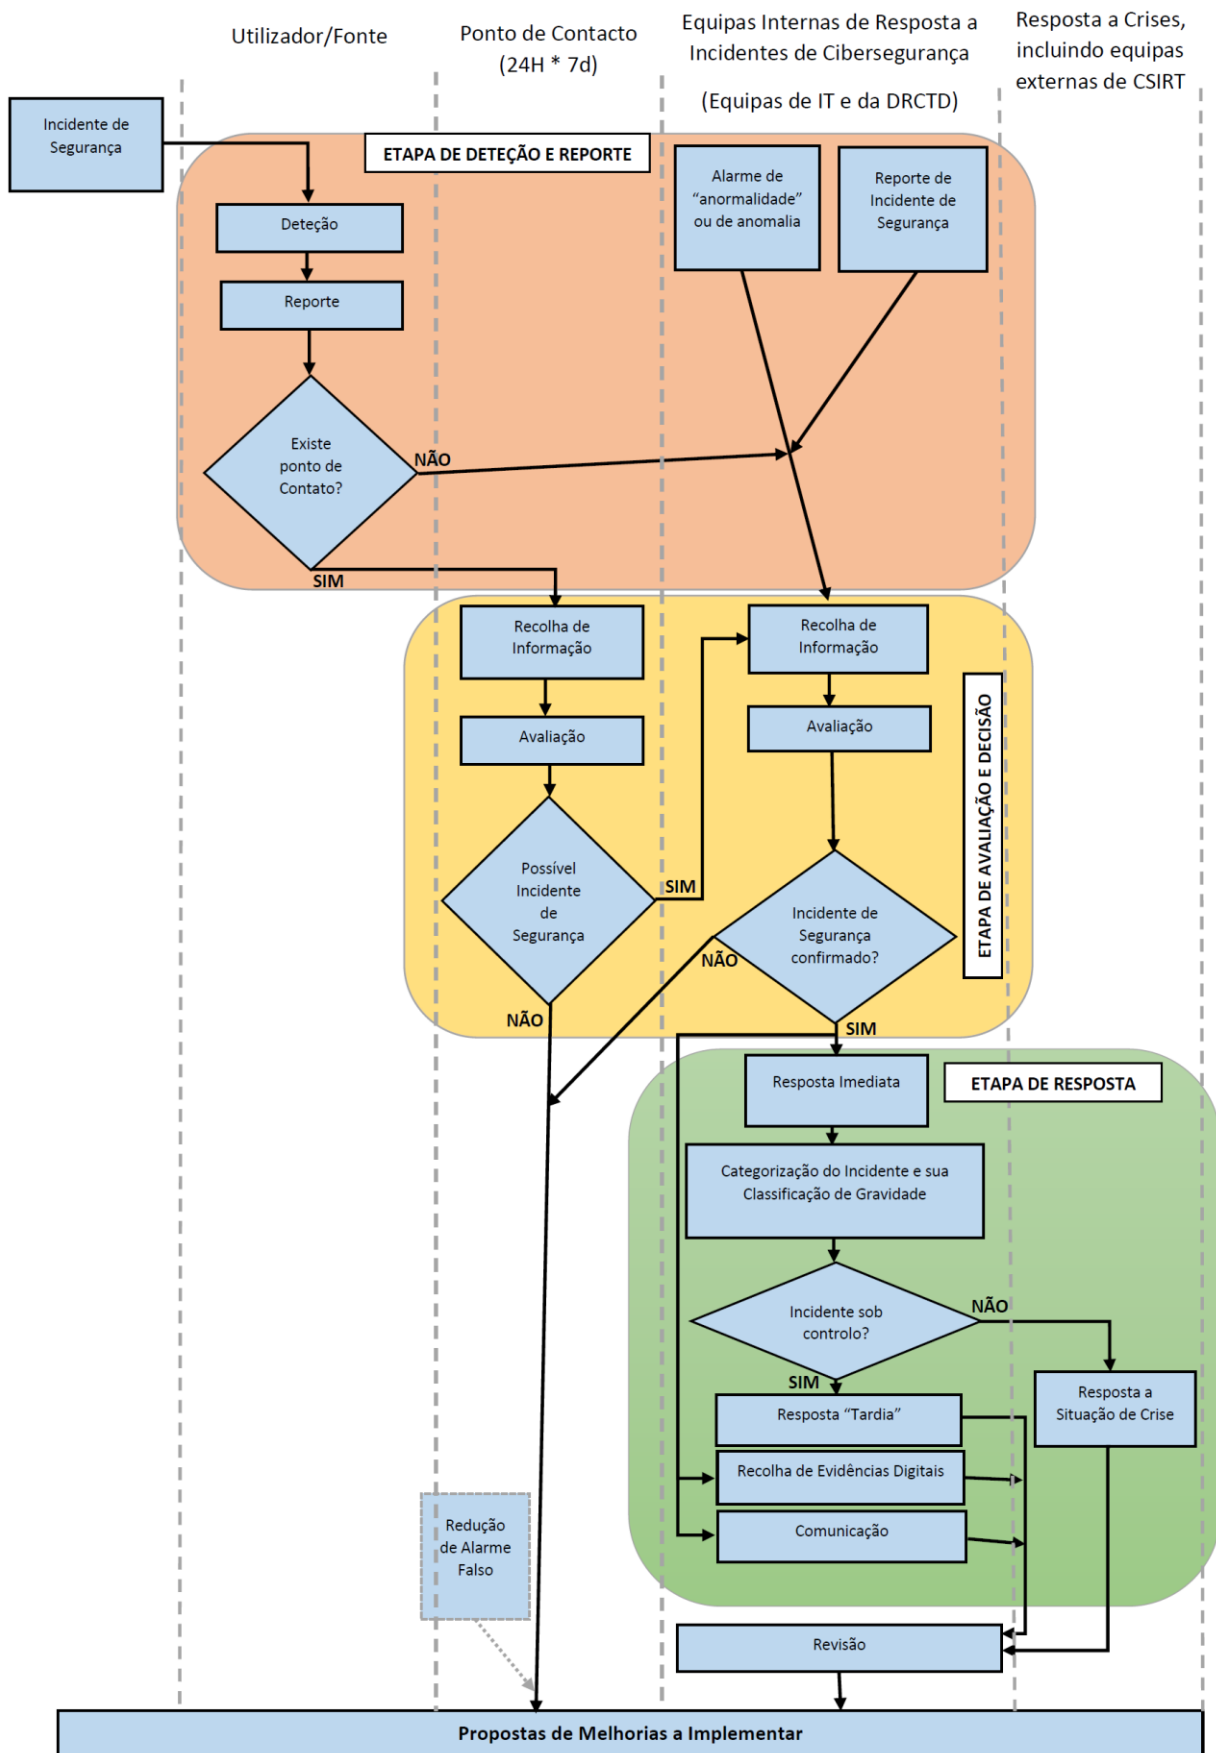 Utilizador/Fonte
Ponto de Contacto
(24H * 7d)
Equipas Internas de Resposta a
Incidentes de Cibersegurança
(Equipas de IT e da DRCTD)
Resposta a Crises,
incluindo equipas
externas de CSIRT
Incidente de
Segurança
ETAPA DE DETEÇÃO E REPORTE
Alarme de
“anormalidade”
ou de anomalia
Reporte de
Incidente de
Segurança
Deteção
Reporte
Existe
ponto de
Contato?
NÃO
SIM
Recolha de
Informação
Recolha de
Informação
Avaliação
Avaliação
ETAPA DE AVALIAÇÃO E DECISÃO
Possível
Incidente
de
Segurança
SIM
NÃO
Incidente de
Segurança
confirmado?
NÃO
SIM
Resposta Imediata
ETAPA DE RESPOSTA
Categorização do Incidente e sua
Classificação de Gravidade
Incidente sob
controlo?
NÃO
SIM
Resposta a
Situação de Crise
Resposta “Tardia”
Recolha de Evidências Digitais
Comunicação
Redução
de Alarme
Falso
Revisão
Propostas de Melhorias a Implementar